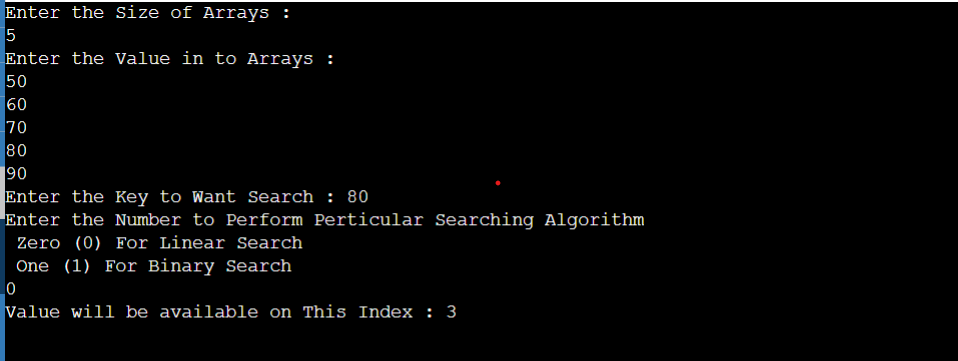 Enter the Size of Arrays :
5
Enter the Value in to Arrays :
50
60
70
80
90
Enter the Key to Want Search : 80
Enter the Number to Perform Perticular Searching Algorithm
Zero (0) For Linear Search
One (1) For Binary Search
0
Value will be available on This Index : 3